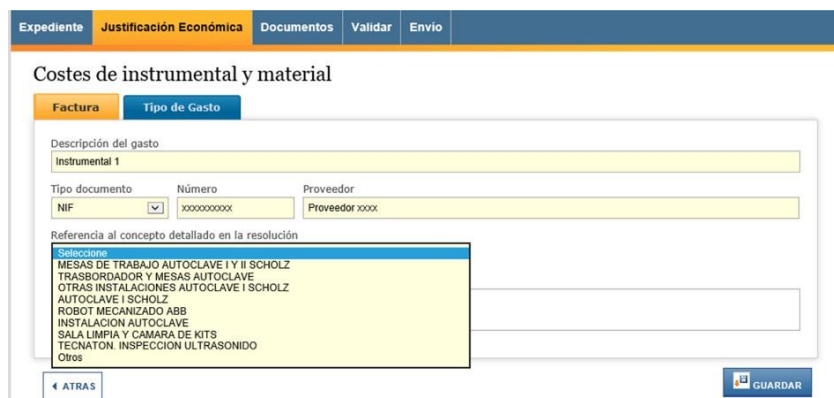 Expediente Justificación Económica Documentos Validar Envío
Costes de instrumental y material
Factura Tipo de Gasto
Descripción del gasto
Instrumental 1
Tipo documento Número Proveedor
NIF xxxxxxxxxx Proveedor xxxx
Referencia al concepto detallado en la resolución
Seleccione
MESAS DE TRABAJO AUTOCLAVE I Y II SCHOLZ
TRASBORDADOR Y MESAS AUTOCLAVE
OTRAS INSTALACIONES AUTOCLAVE I SCHOLZ
AUTOCLAVE I SCHOLZ
ROBOT MECANIZADO ABB
INSTALACION AUTOCLAVE
SALA LIMPIA Y CAMARA DE KITS
TECNATON. INSPECCION ULTRASONIDO
Otros
ATRAS GUARDAR